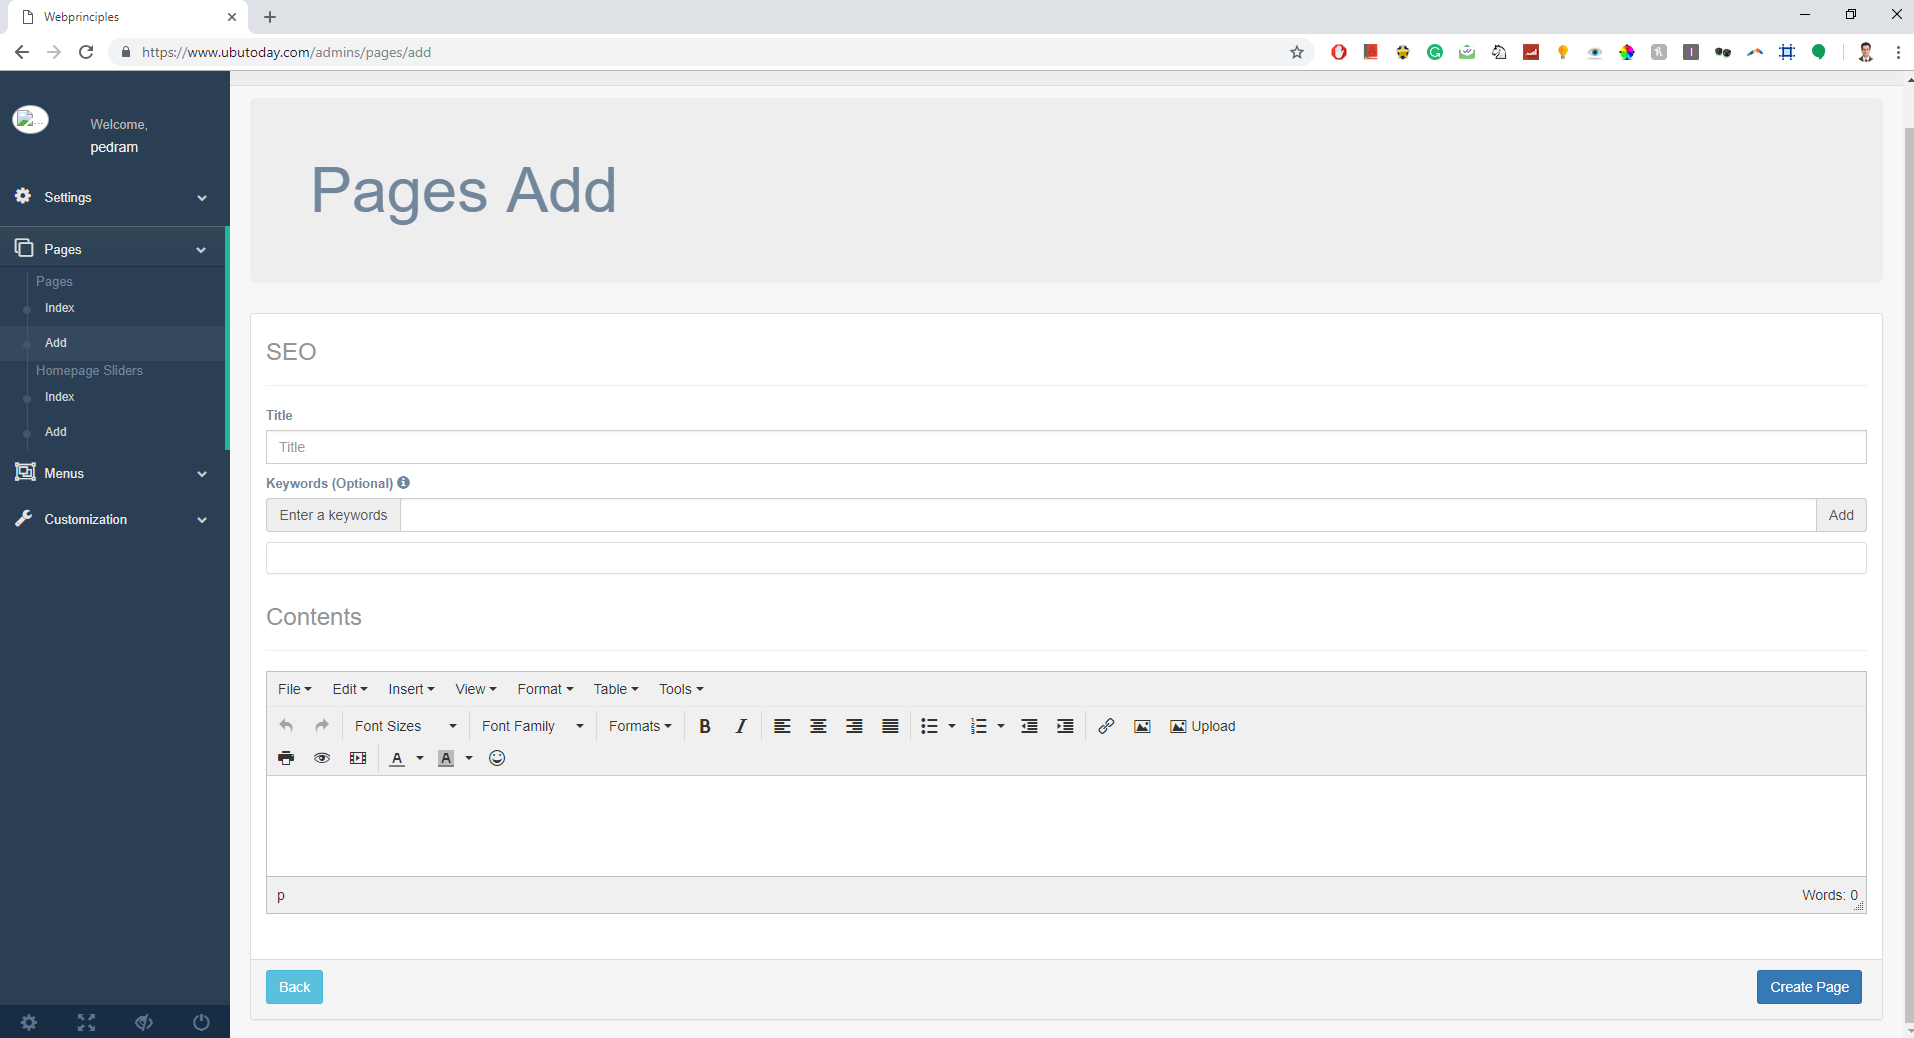 Webprinciples
https://www.ubutoday.com/admins/pages/add
Welcome,
pedram
Settings
Pages
Pages
Index
Add
Homepage Sliders
Index
Add
Menus
Customization
Pages Add
SEO
Title
Title
Keywords (Optional)
Enter a keywords Add
Contents
File Edit Insert View Format Table Tools
Font Sizes Font Family Formats B I Upload
A A
p Words: 0
Back Create Page